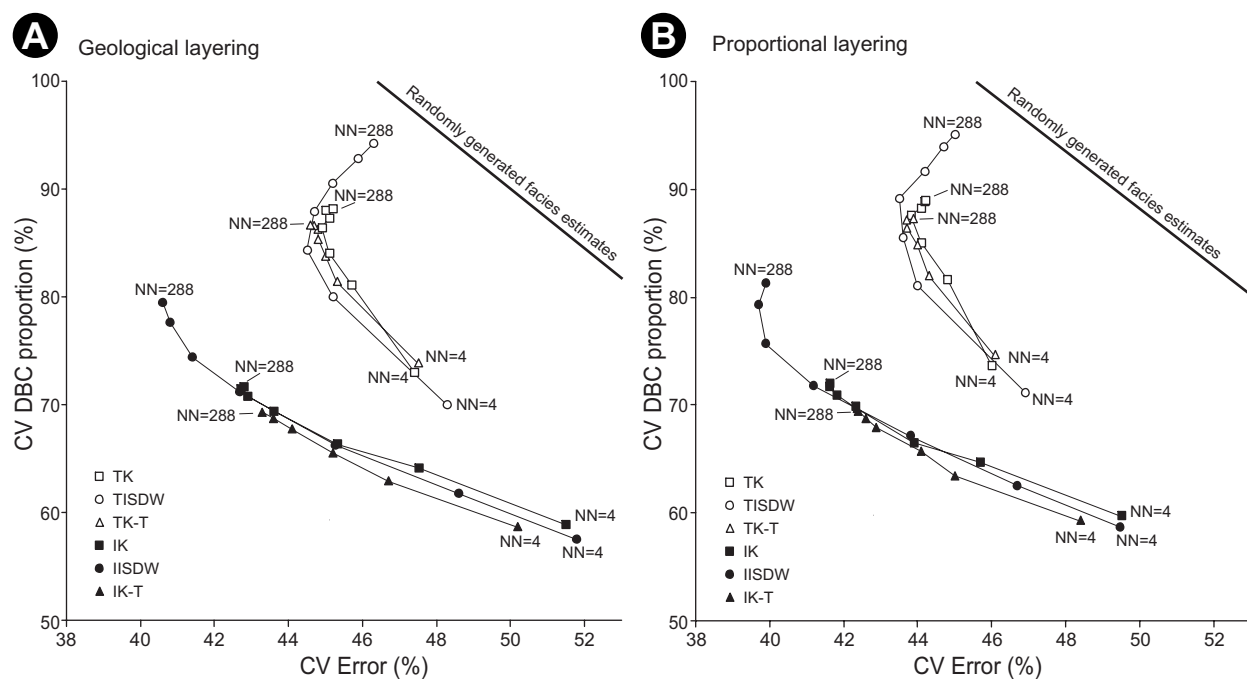 A
Geological layering
CV DBC proportion (%)
100
90
80
70
60
50
Randomly generated facies estimates
NN=288
NN=288
NN=288
NN=288
NN=288
NN=288
NN=4
NN=4
NN=4
NN=4
NN=4
NN=4
TK
TISDW
TK-T
IK
IISDW
IK-T
38
40
42
44
46
48
50
52
CV Error (%)
B
Proportional layering
CV DBC proportion (%)
100
90
80
70
60
50
Randomly generated facies estimates
NN=288
NN=288
NN=288
NN=288
NN=288
NN=288
NN=4
NN=4
NN=4
NN=4
NN=4
NN=4
TK
TISDW
TK-T
IK
IISDW
IK-T
38
40
42
44
46
48
50
52
CV Error (%)